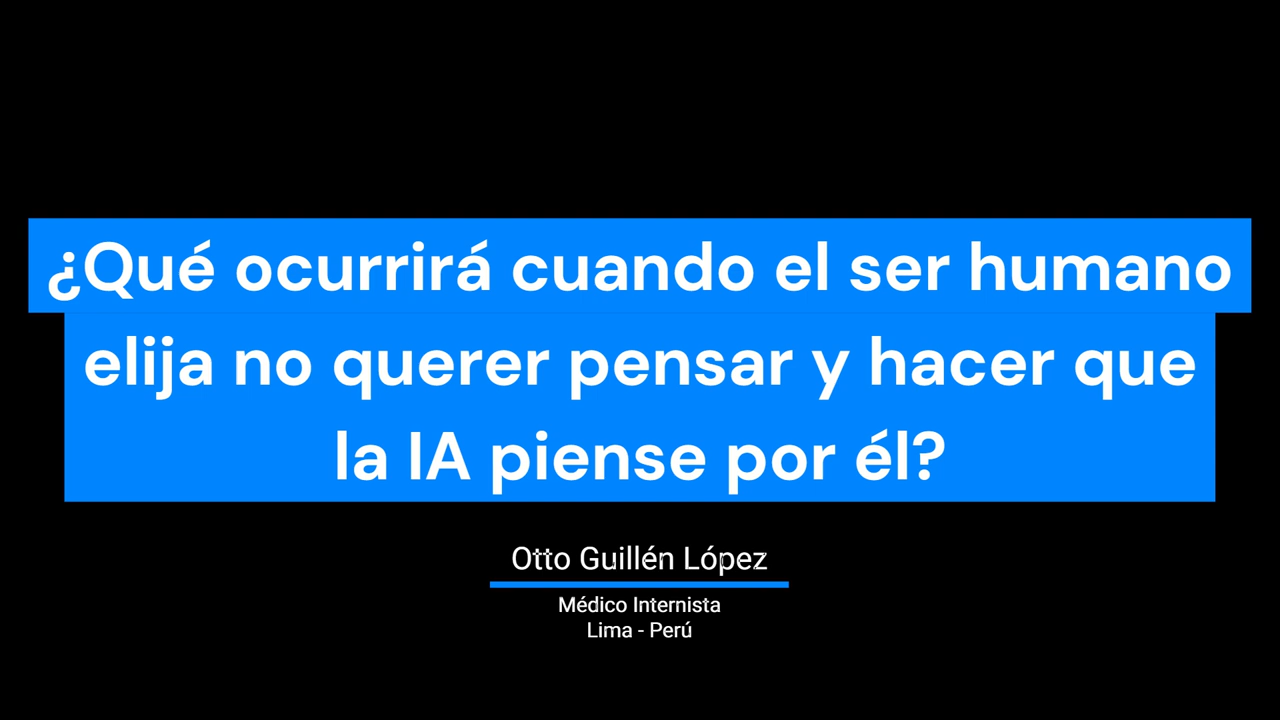 ¿Qué ocurrirá cuando el ser humano
elija no querer pensar y hacer que
la IA piense por él?
Otto Guillén López
Médico Internista
Lima - Perú